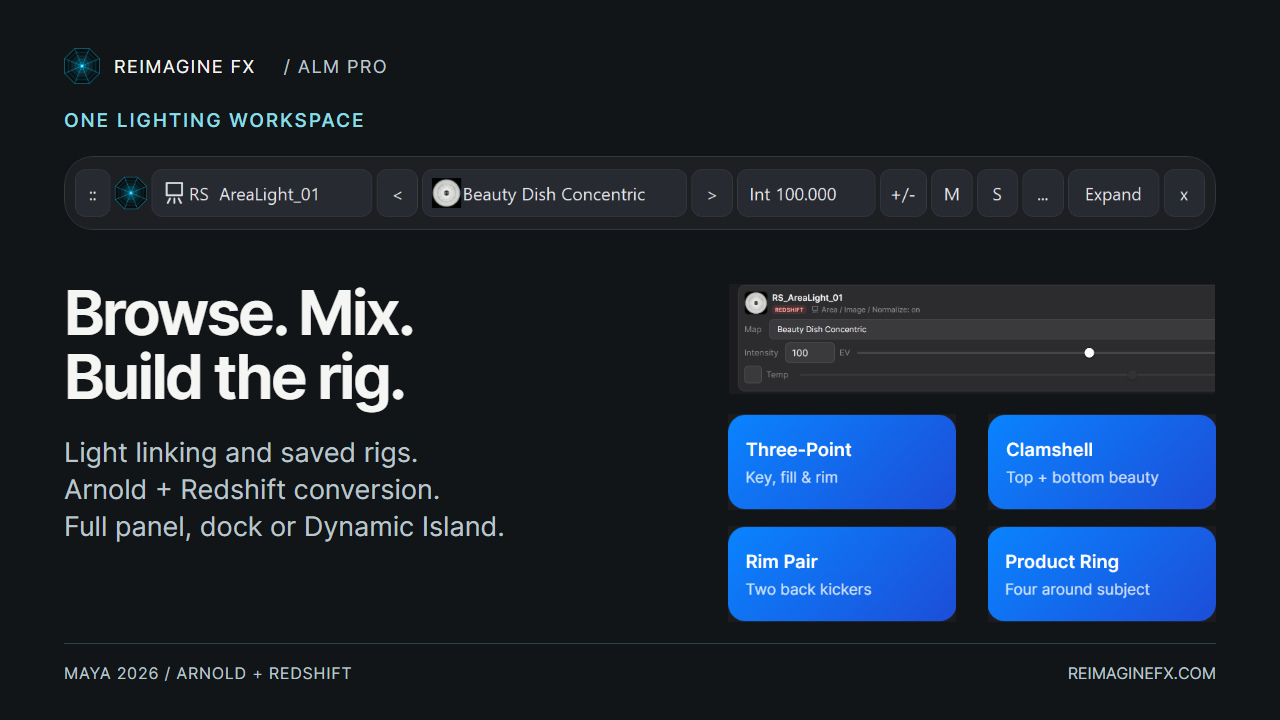 REIMAGINE FX / ALM PRO
ONE LIGHTING WORKSPACE
:: RS AreaLight_01 < Beauty Dish Concentric > Int 100.000 +/- M S ... Expand x
Browse. Mix.
Build the rig.
Light linking and saved rigs.
Arnold + Redshift conversion.
Full panel, dock or Dynamic Island.
RS_AreaLight_01
REDSHIFT Area / Image / Normalize: on
Map Beauty Dish Concentric
Intensity 100 EV
Temp
Three-Point
Key, fill & rim
Clamshell
Top + bottom beauty
Rim Pair
Two back kickers
Product Ring
Four around subject
MAYA 2026 / ARNOLD + REDSHIFT
REIMAGINEFX.COM